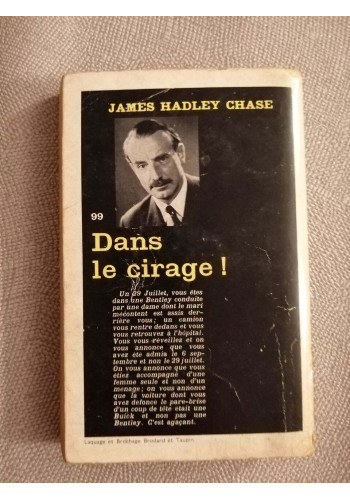 JAMES HADLEY CHASE
99
Dans
le cirage !
Un 29 Juillet, vous êtes
dans une Bentley conduite
par une dame dont le mari
mécontent est assis der-
rière vous; un camion
vous rentre dedans et vous
vous retrouvez à l'hôpital.
Vous vous réveillez et on
vous annonce que vous
avez été admis le 6 sep-
tembre et non le 29 juillet.
On vous annonce que vous
étiez accompagné d'une
femme seule et non d'un
ménage; on vous annonce
que la voiture dont vous
avez défoncé le pare-brise
d'un coup de tête était une
Buick et non pas une
Bentley. C'est agaçant.
et Brochage Brodard et Taupin.